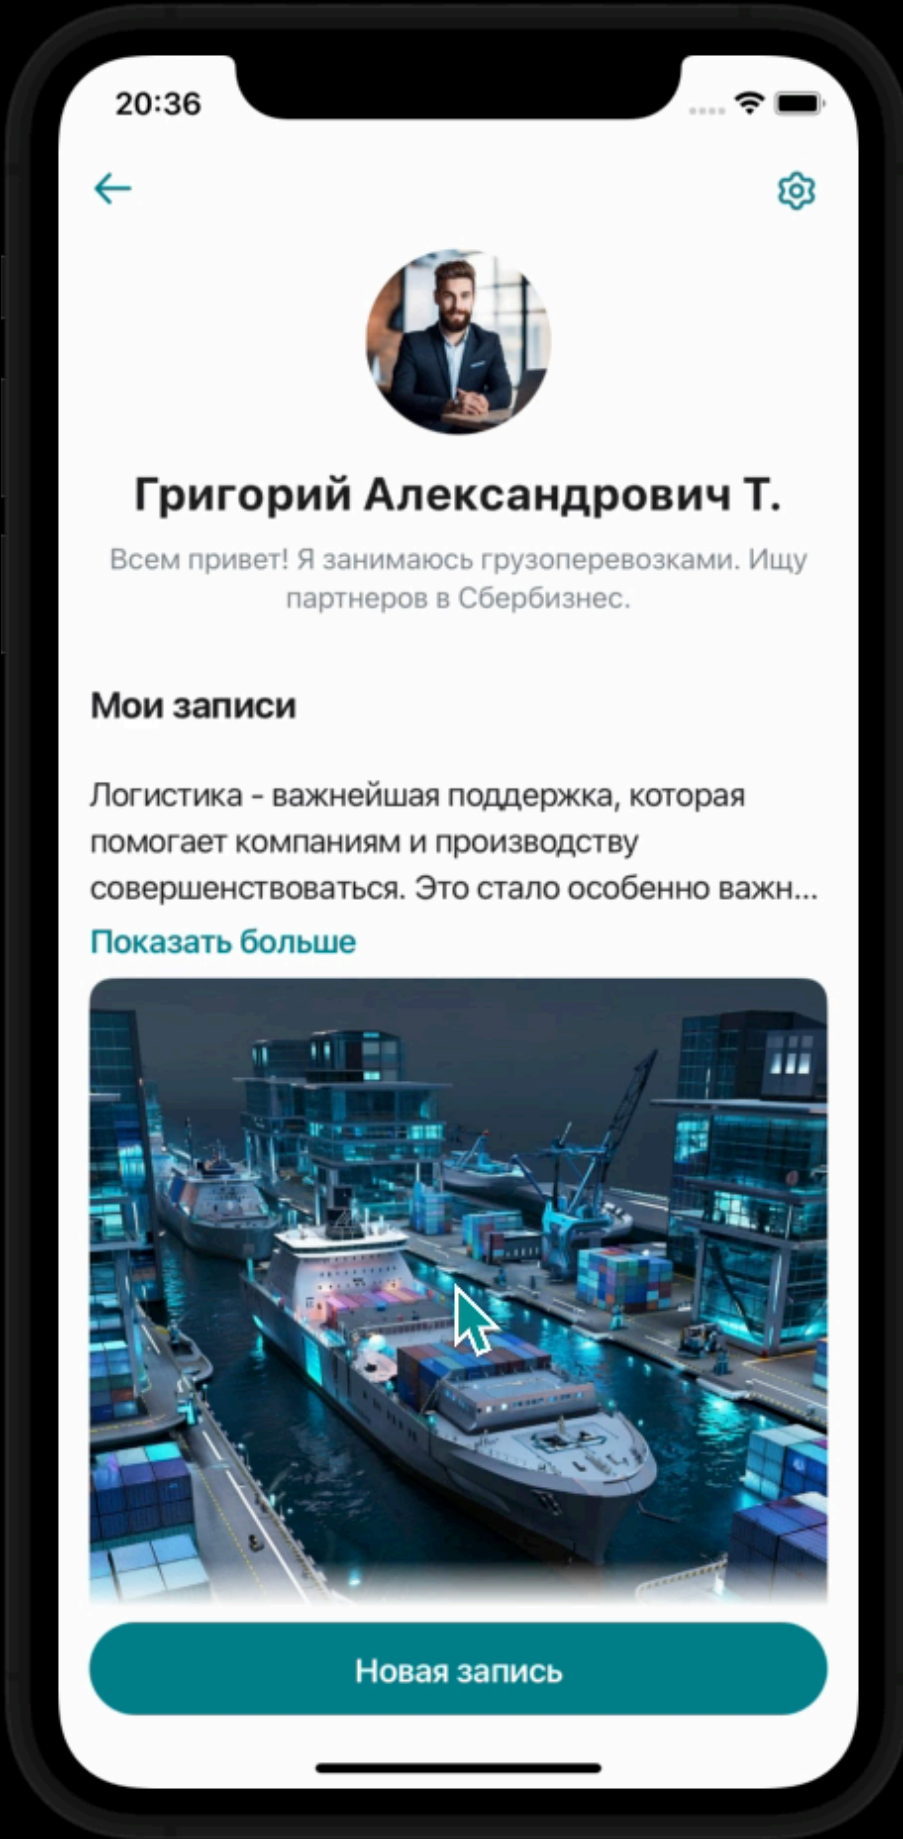 20:36
Григорий Александрович Т.
Всем привет! Я занимаюсь грузоперевозками. Ищу
партнеров в Сбербизнес.
Мои записи
Логистика - важнейшая поддержка, которая
помогает компаниям и производству
совершенствоваться. Это стало особенно важн...
Показать больше
Новая запись